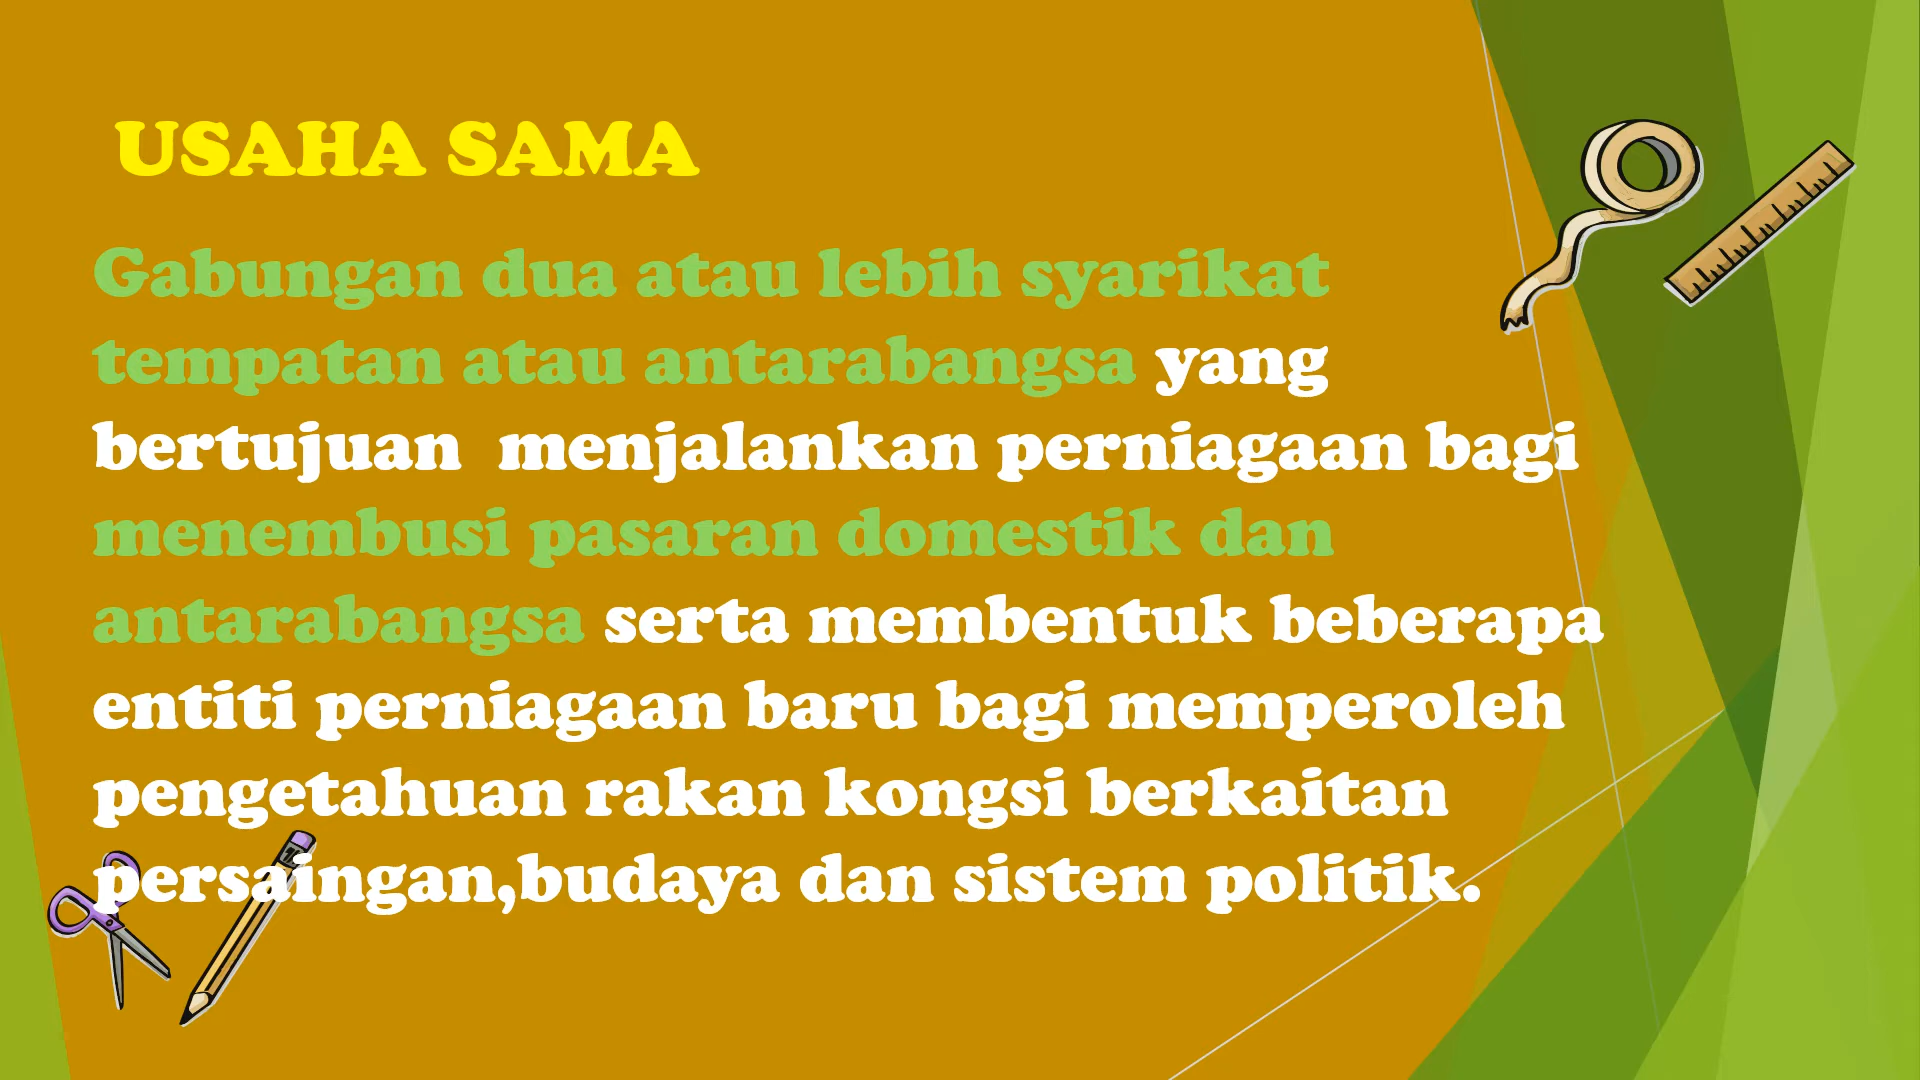 USAHA SAMA
Gabungan dua atau lebih syarikat
tempatan atau antarabangsa yang
bertujuan  menjalankan perniagaan bagi
menembusi pasaran domestik dan
antarabangsa serta membentuk beberapa
entiti perniagaan baru bagi memperoleh
pengetahuan rakan kongsi berkaitan
persaingan,budaya dan sistem politik.